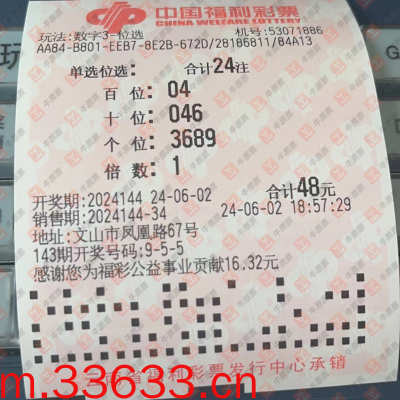 中国福利彩票
CHINA WELFARE LOTTERY
玩法:数字3-位选 机号:53071886
AA84-B801-EEB7-8E2B-672D/28186811/84A13
单选位选: 合计24注
百 位: 04
十 位: 046
个 位: 3689
倍 数: 1
开奖期:2024144 24-06-02 合计48元
销售期:2024144-34 24-06-02 18:57:29
地址:文山市凤凰路67号
143期开奖号码:9-5-5
感谢您为福彩公益事业贡献16.32元
省福利彩票发行中心承销
m.33633.cn